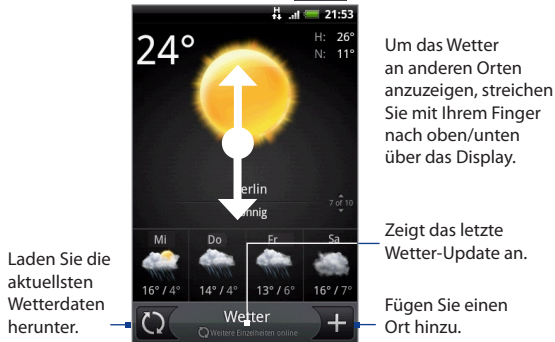 H 21:53
24°
H: 26°
N: 11°
Um das Wetter
an anderen Orten
anzuzeigen, streichen
Sie mit Ihrem Finger
nach oben/unten
über das Display.
erlin
nnig
7 of 10
Mi Do Fr Sa
16° / 4° 14° / 4° 13° / 6° 16° / 7°
Zeigt das letzte
Wetter-Update an.
Laden Sie die
aktuellsten
Wetterdaten
herunter.
Wetter
Weitere Einzelheiten online
Fügen Sie einen
Ort hinzu.